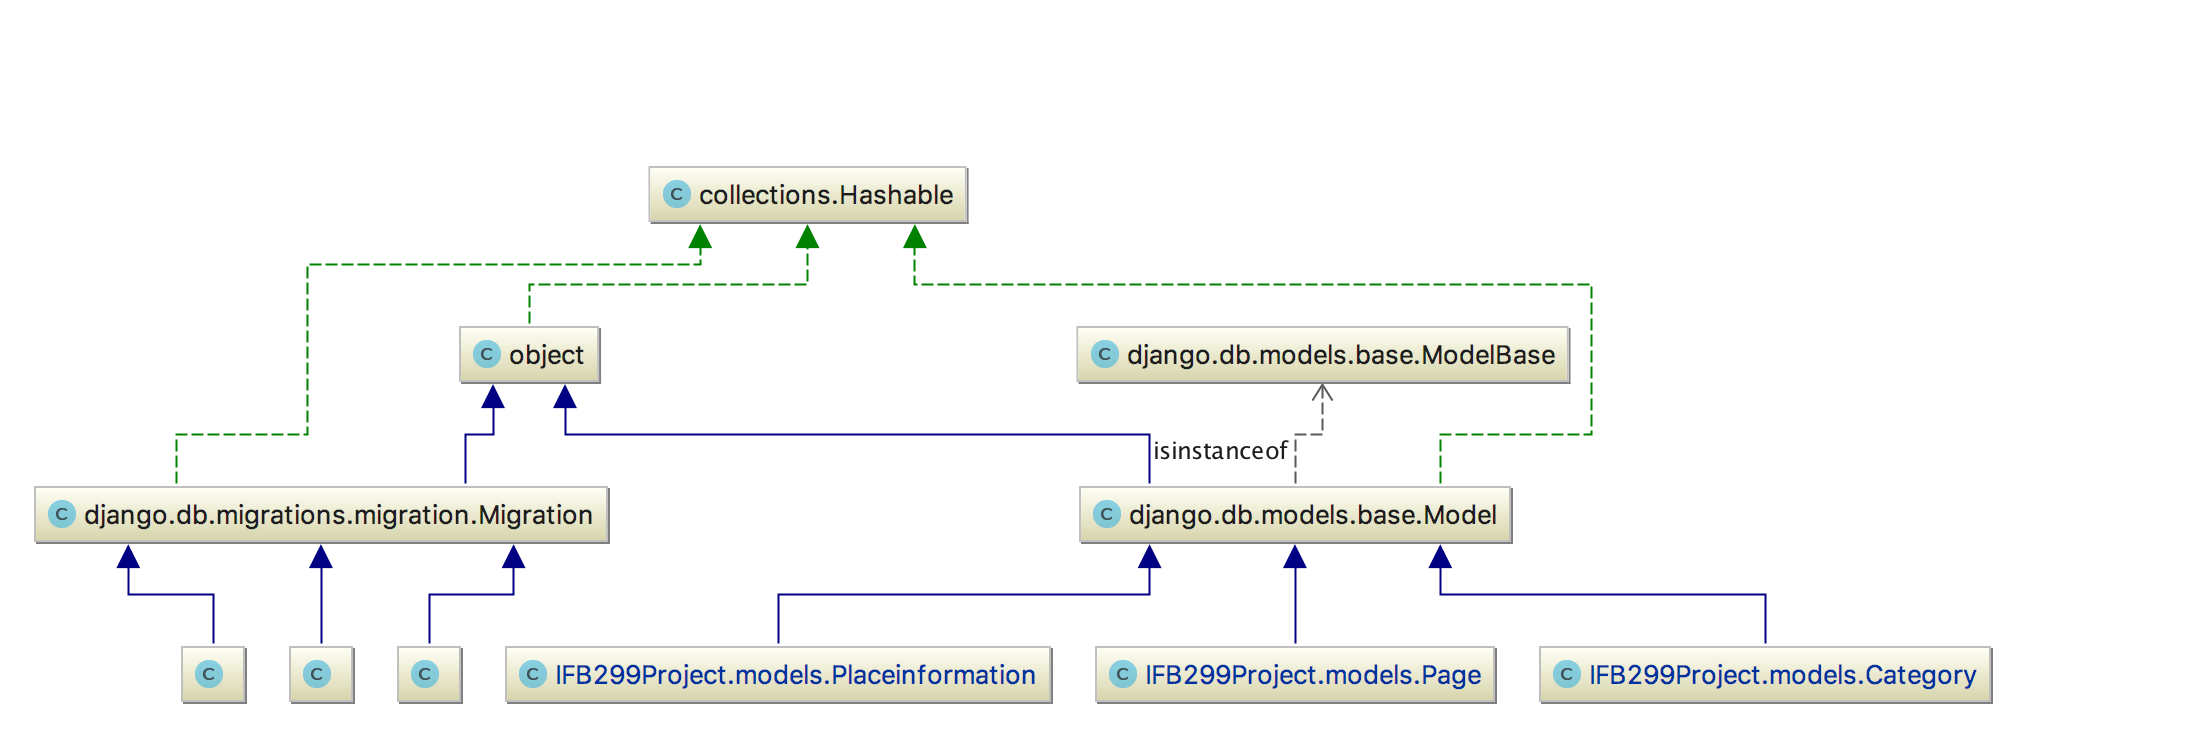 C collections.Hashable
C object
C django.db.models.base.ModelBase
isinstanceof
C django.db.migrations.migration.Migration
C django.db.models.base.Model
C
C
C
C IFB299Project.models.Placeinformation
C IFB299Project.models.Page
C IFB299Project.models.Category